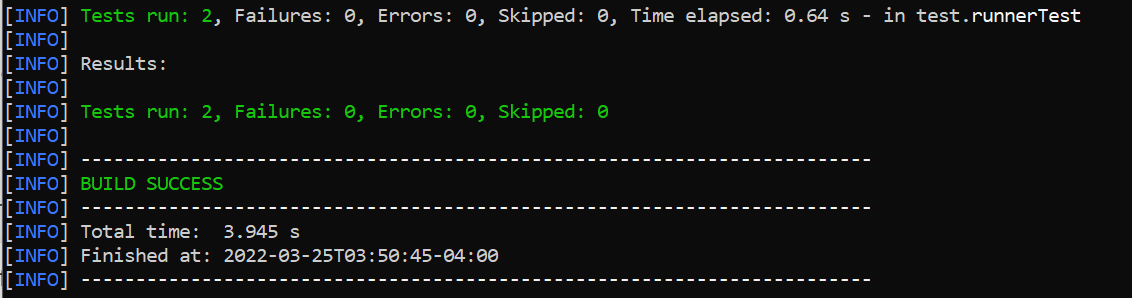 [INFO] Tests run: 2, Failures: 0, Errors: 0, Skipped: 0, Time elapsed: 0.64 s - in test.runnerTest
[INFO]
[INFO] Results:
[INFO]
[INFO] Tests run: 2, Failures: 0, Errors: 0, Skipped: 0
[INFO]
[INFO] ------------------------------------------------------------------------
[INFO] BUILD SUCCESS
[INFO] ------------------------------------------------------------------------
[INFO] Total time:  3.945 s
[INFO] Finished at: 2022-03-25T03:50:45-04:00
[INFO] ------------------------------------------------------------------------